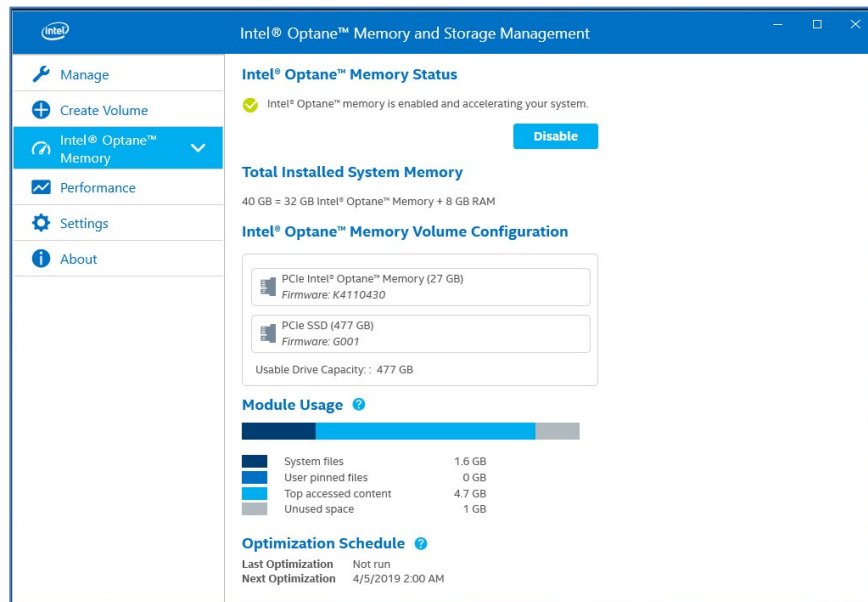 intel
Intel® Optane™ Memory and Storage Management
Manage
Create Volume
Intel® Optane™
Memory
Performance
Settings
About
Intel® Optane™ Memory Status
Intel® Optane™ memory is enabled and accelerating your system.
Disable
Total Installed System Memory
40 GB = 32 GB Intel® Optane™ Memory + 8 GB RAM
Intel® Optane™ Memory Volume Configuration
PCIe Intel® Optane™ Memory (27 GB)
Firmware: K4110430
PCIe SSD (477 GB)
Firmware: G001
Usable Drive Capacity: : 477 GB
Module Usage ?
System files 1.6 GB
User pinned files 0 GB
Top accessed content 4.7 GB
Unused space 1 GB
Optimization Schedule ?
Last Optimization Not run
Next Optimization 4/5/2019 2:00 AM